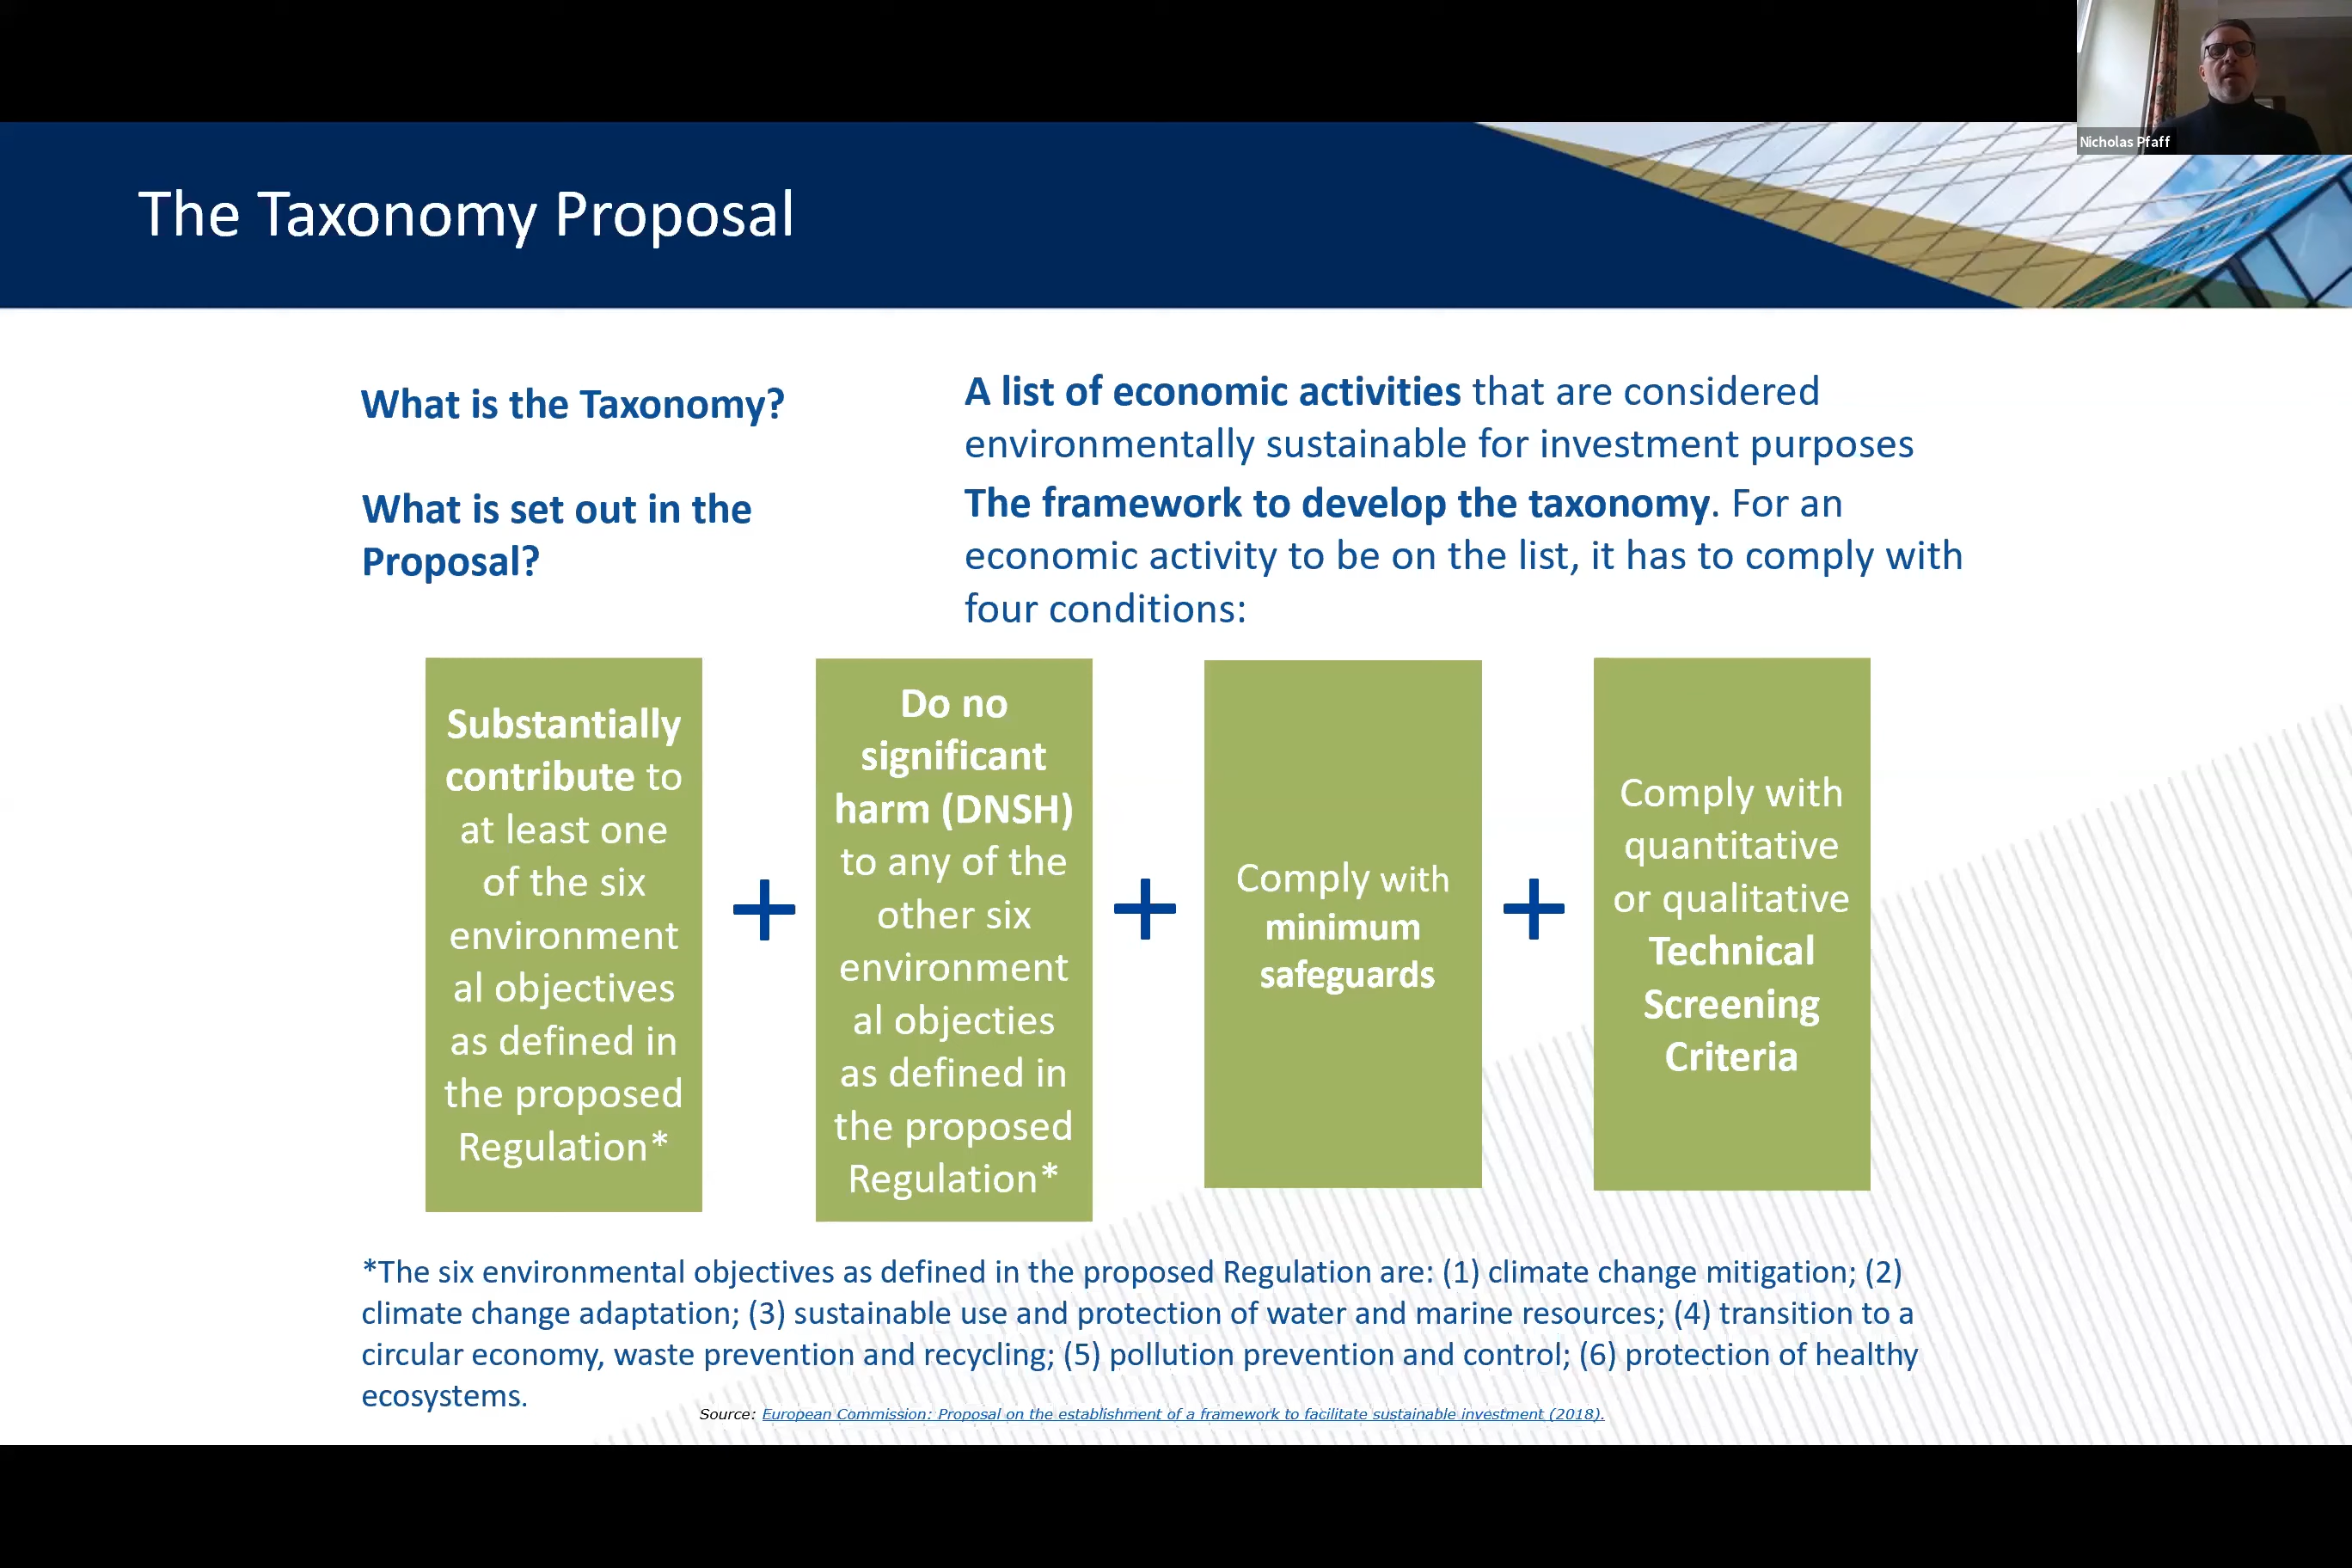 Nicholas Pfaff
The Taxonomy Proposal
What is the Taxonomy?
A list of economic activities that are considered
environmentally sustainable for investment purposes
What is set out in the
Proposal?
The framework to develop the taxonomy. For an
economic activity to be on the list, it has to comply with
four conditions:
Substantially
contribute to
at least one
of the six
environment
al objectives
as defined in
the proposed
Regulation*
+
Do no
significant
harm (DNSH)
to any of the
other six
environment
al objecties
as defined in
the proposed
Regulation*
+
Comply with
minimum
safeguards
+
Comply with
quantitative
or qualitative
Technical
Screening
Criteria
*The six environmental objectives as defined in the proposed Regulation are: (1) climate change mitigation; (2)
climate change adaptation; (3) sustainable use and protection of water and marine resources; (4) transition to a
circular economy, waste prevention and recycling; (5) pollution prevention and control; (6) protection of healthy
ecosystems.
Source: European Commission: Proposal on the establishment of a framework to facilitate sustainable investment (2018).